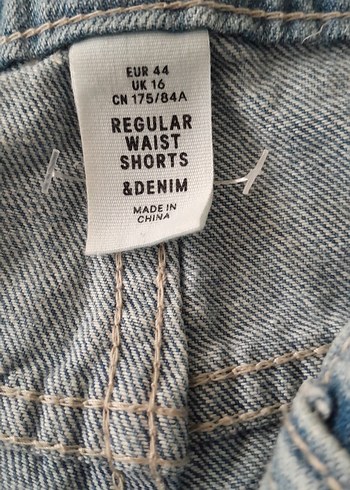 EUR 44
UK 16
CN 175/84A
REGULAR
WAIST
SHORTS
&DENIM
MADE IN
CHINA